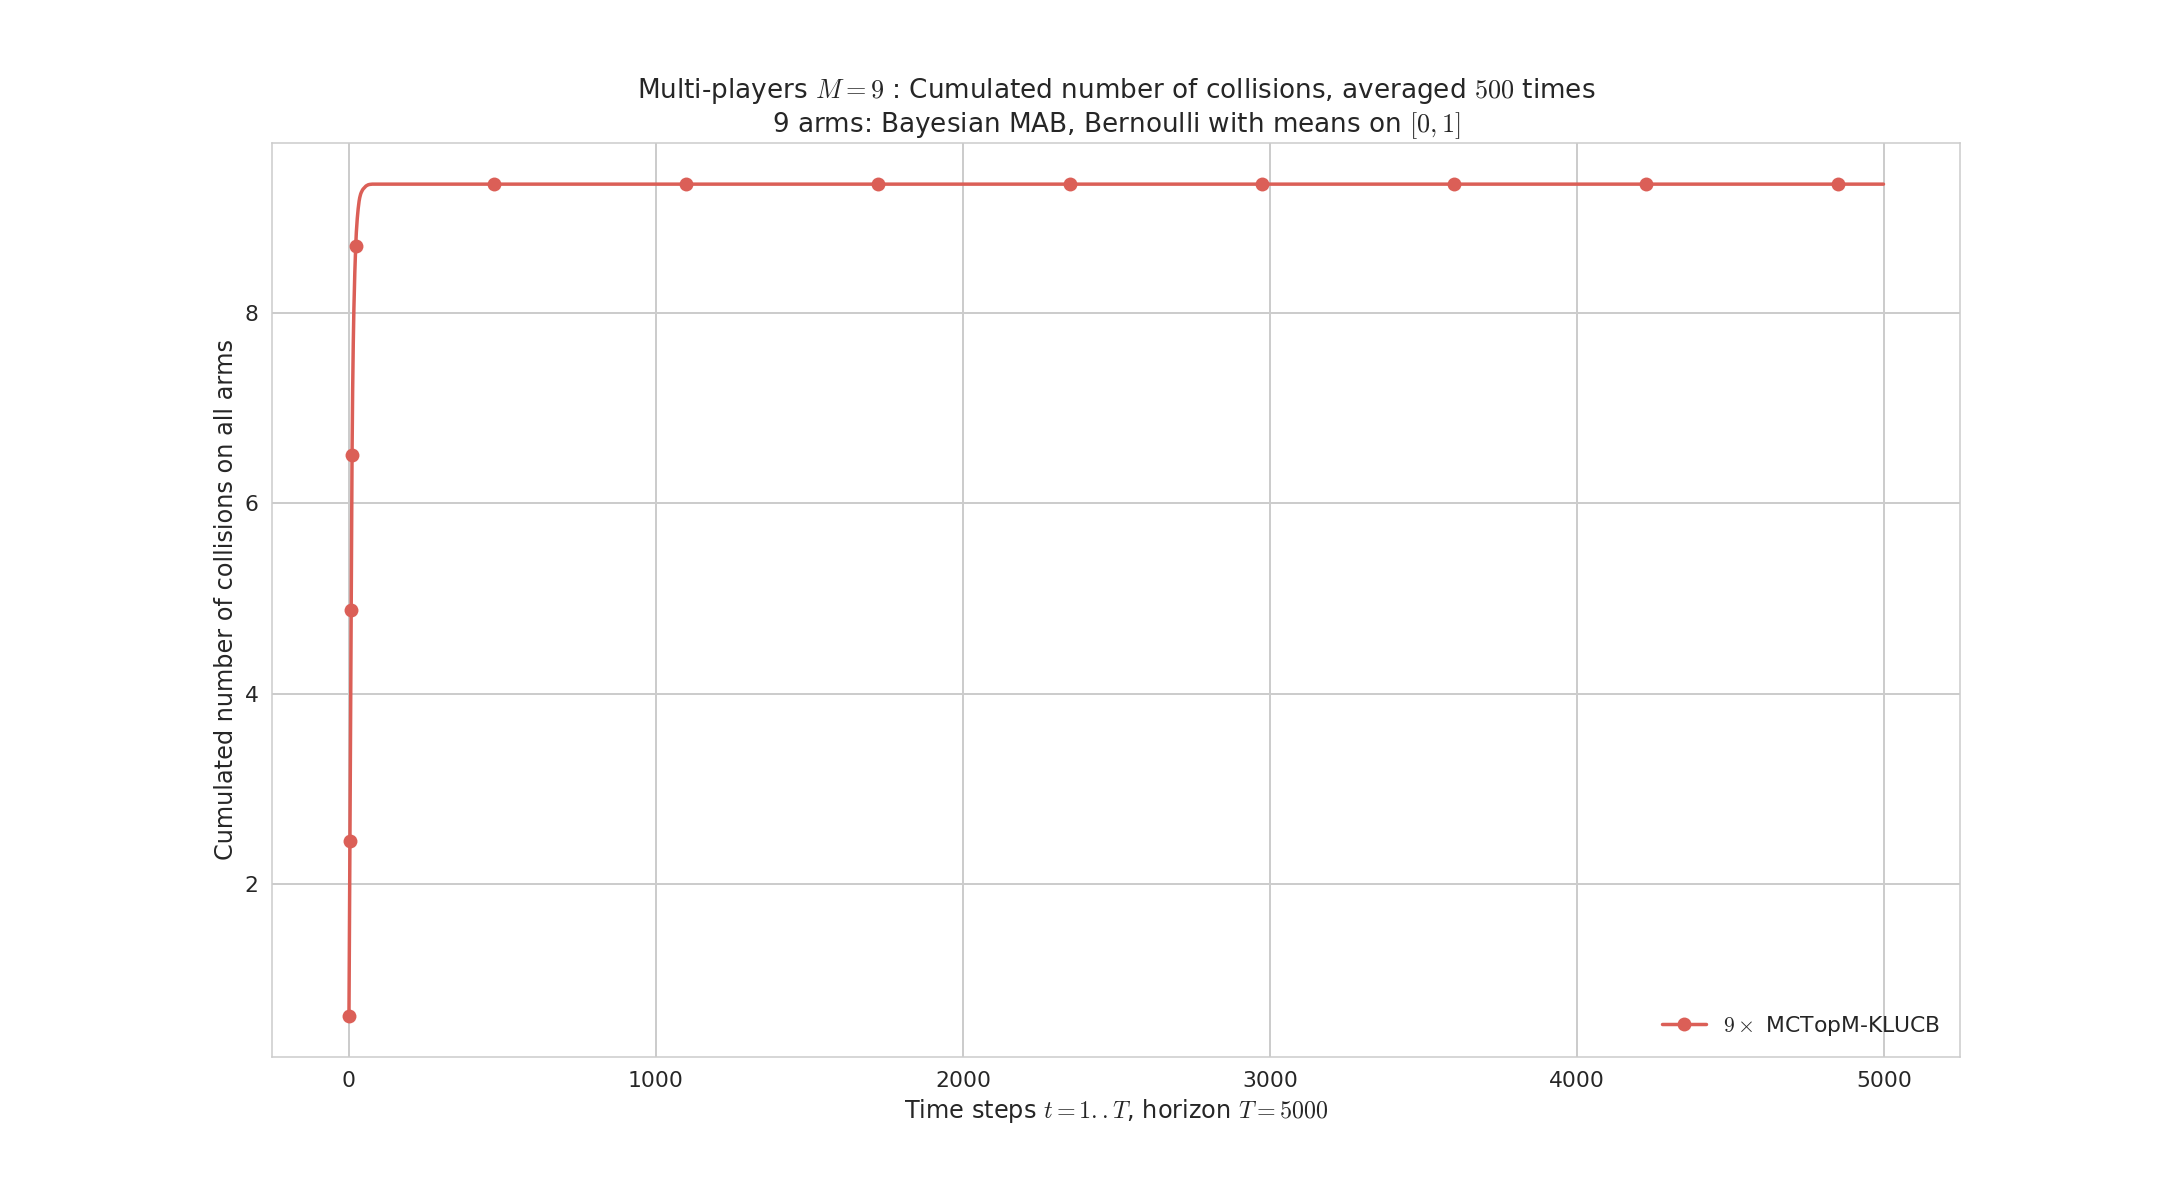 Multi-players M = 9 : Cumulated number of collisions, averaged 500 times
9 arms: Bayesian MAB, Bernoulli with means on [0, 1]
Cumulated number of collisions on all arms
8
6
4
2
9× MCTopM-KLUCB
0 1000 2000 3000 4000 5000
Time steps t = 1..T, horizon T = 5000